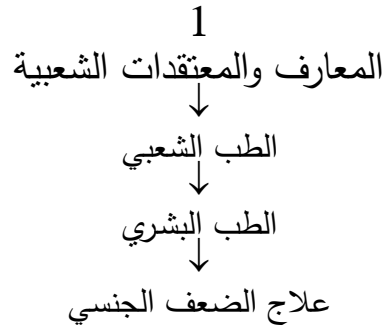 1
المعارف والمعتقدات الشعبية
↓
الطب الشعبي
↓
الطب البشري
↓
علاج الضعف الجنسي